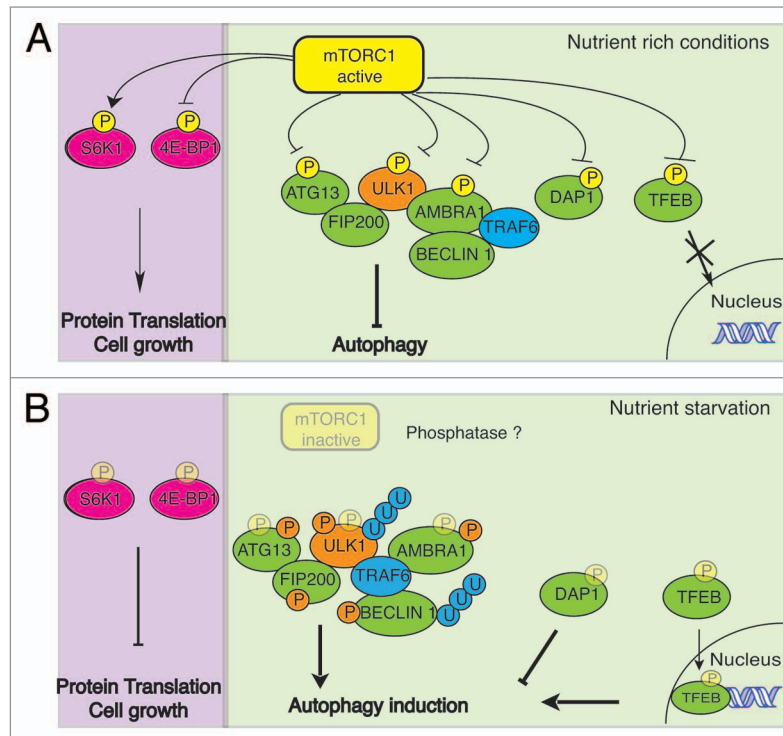 A
Nutrient rich conditions
mTORC1
active
P
P
S6K1
4E-BP1
P
P
P
P
P
ATG13
ULK1
AMBRA1
DAP1
TFEB
FIP200
TRAF6
BECLIN 1
Nucleus
Protein Translation
Cell growth
Autophagy
B
Nutrient starvation
mTORC1
inactive
Phosphatase ?
P
P
S6K1
4E-BP1
U
U
U
P
P
P
P
P
P
ATG13
ULK1
AMBRA1
FIP200
TRAF6
P
P
BECLIN 1
U
U
U
P
DAP1
P
TFEB
Nucleus
P
TFEB
Protein Translation
Cell growth
Autophagy induction